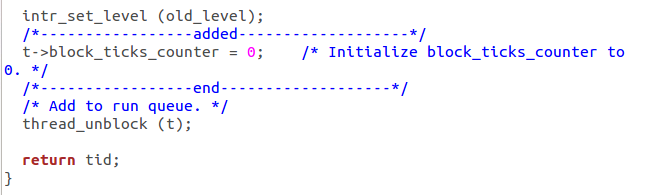 intr_set_level (old_level);
/*-----------------added-------------------*/
t->block_ticks_counter = 0;    /* Initialize block_ticks_counter to
0. */
/*-----------------end-------------------*/
/* Add to run queue. */
thread_unblock (t);
return tid;
}